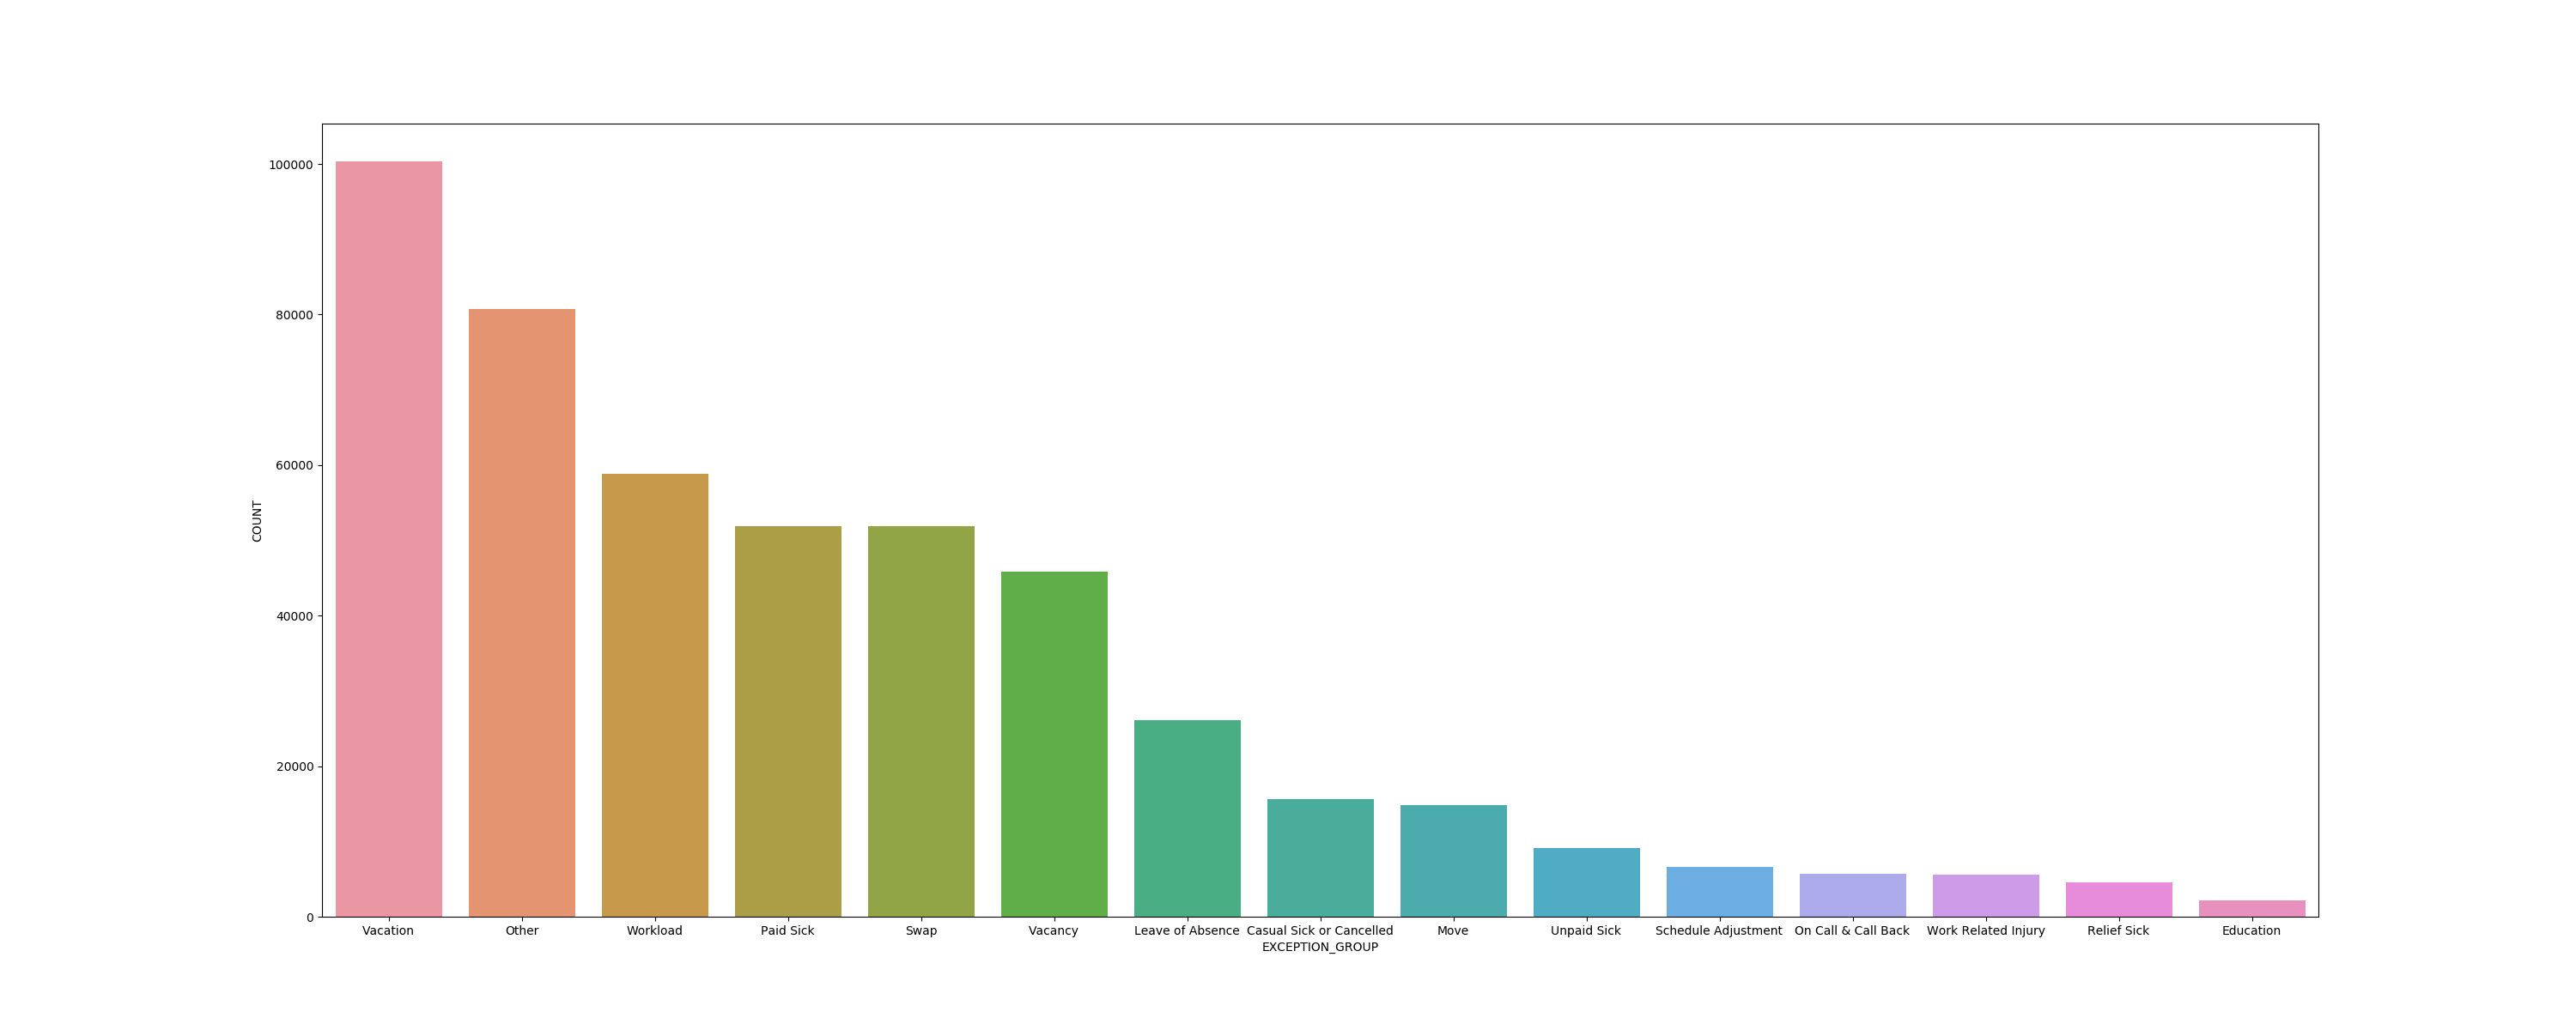 100000
80000
60000
40000
20000
0
COUNT
Vacation Other Workload Paid Sick Swap Vacancy Leave of Absence Casual Sick or Cancelled Move Unpaid Sick Schedule Adjustment On Call & Call Back Work Related Injury Relief Sick Education
EXCEPTION_GROUP